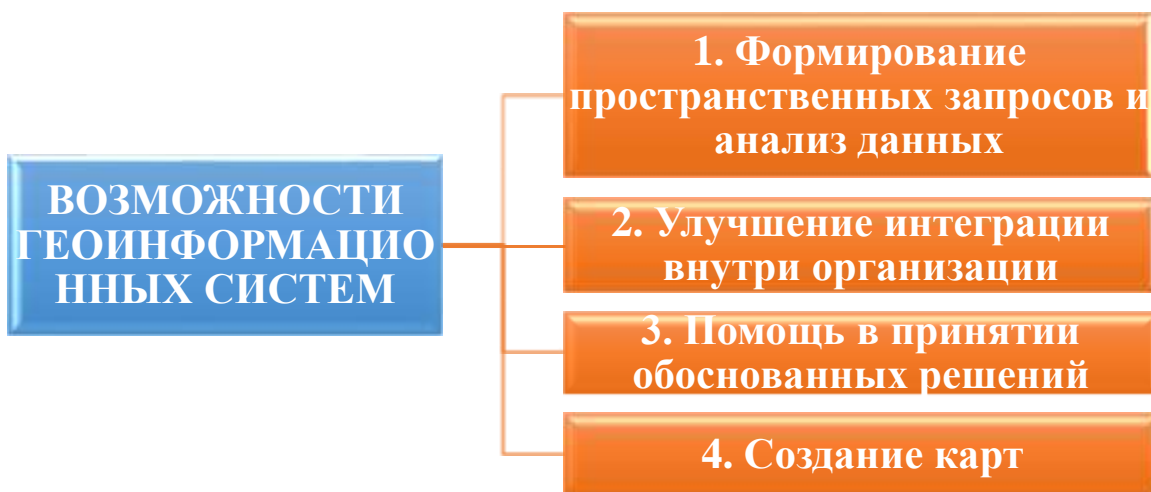 ВОЗМОЖНОСТИ
ГЕОИНФОРМАЦИО
ННЫХ СИСТЕМ
1. Формирование
пространственных запросов и
анализ данных
2. Улучшение интеграции
внутри организации
3. Помощь в принятии
обоснованных решений
4. Создание карт